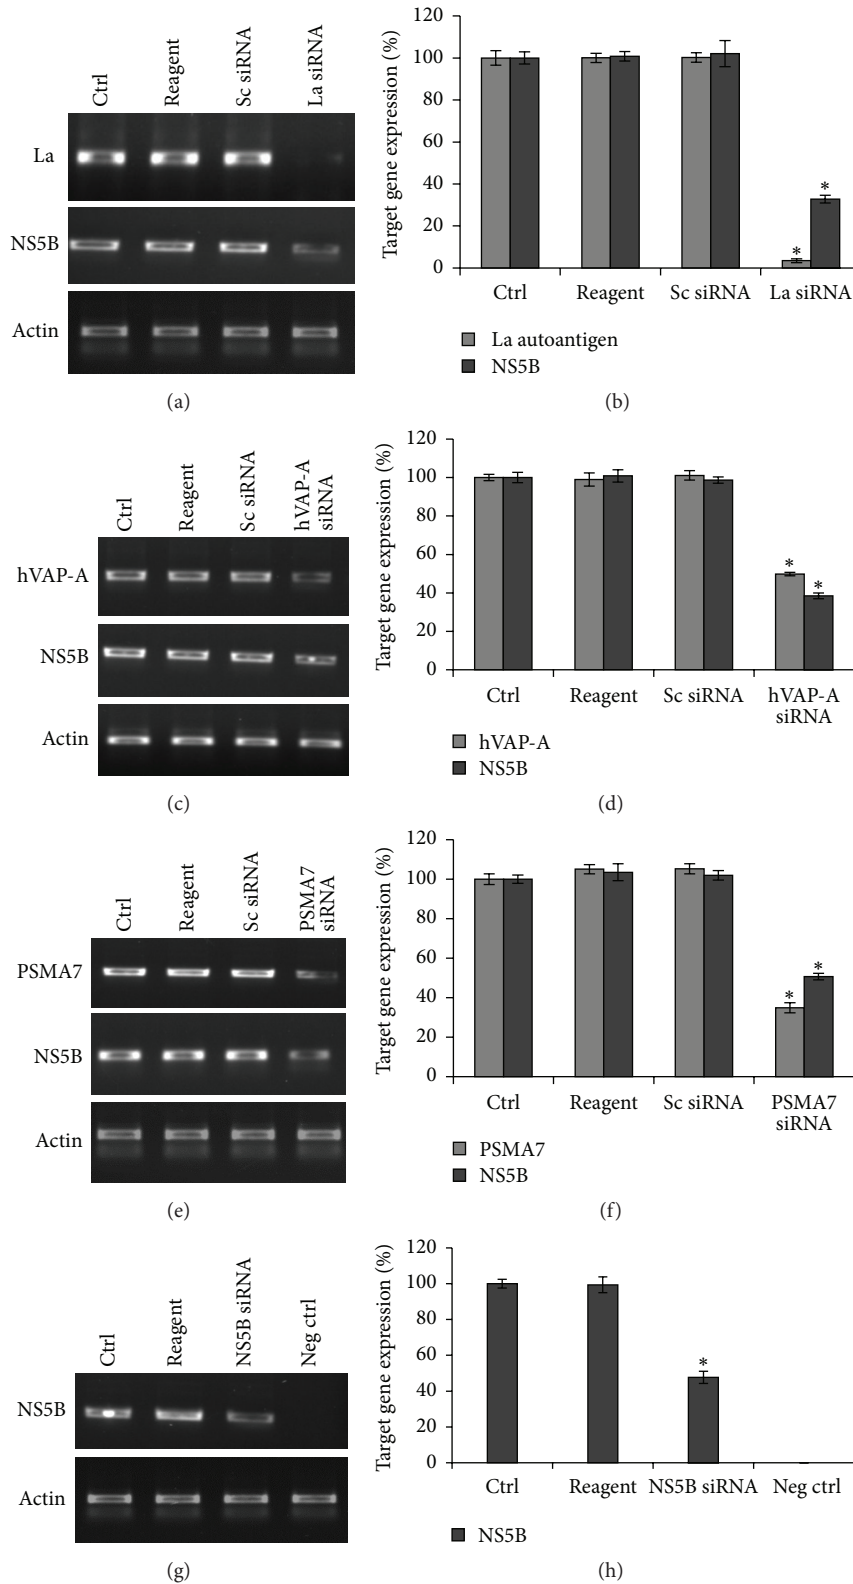 Ctrl
Reagent
Sc siRNA
La siRNA
La
NS5B
Actin
(a)
Target gene expression (%)
120
100
80
60
40
20
0
*
*
Ctrl Reagent Sc siRNA La siRNA
La autoantigen
NS5B
(b)
Ctrl
Reagent
Sc siRNA
hVAP-A
siRNA
hVAP-A
NS5B
Actin
(c)
Target gene expression (%)
120
100
80
60
40
20
0
*
*
Ctrl Reagent Sc siRNA hVAP-A
siRNA
hVAP-A
NS5B
(d)
Ctrl
Reagent
Sc siRNA
PSMA7
siRNA
PSMA7
NS5B
Actin
(e)
Target gene expression (%)
120
100
80
60
40
20
0
*
*
Ctrl Reagent Sc siRNA PSMA7
siRNA
PSMA7
NS5B
(f)
Ctrl
Reagent
NS5B siRNA
Neg ctrl
NS5B
Actin
(g)
Target gene expression (%)
120
100
80
60
40
20
0
*
Ctrl Reagent NS5B siRNA Neg ctrl
NS5B
(h)